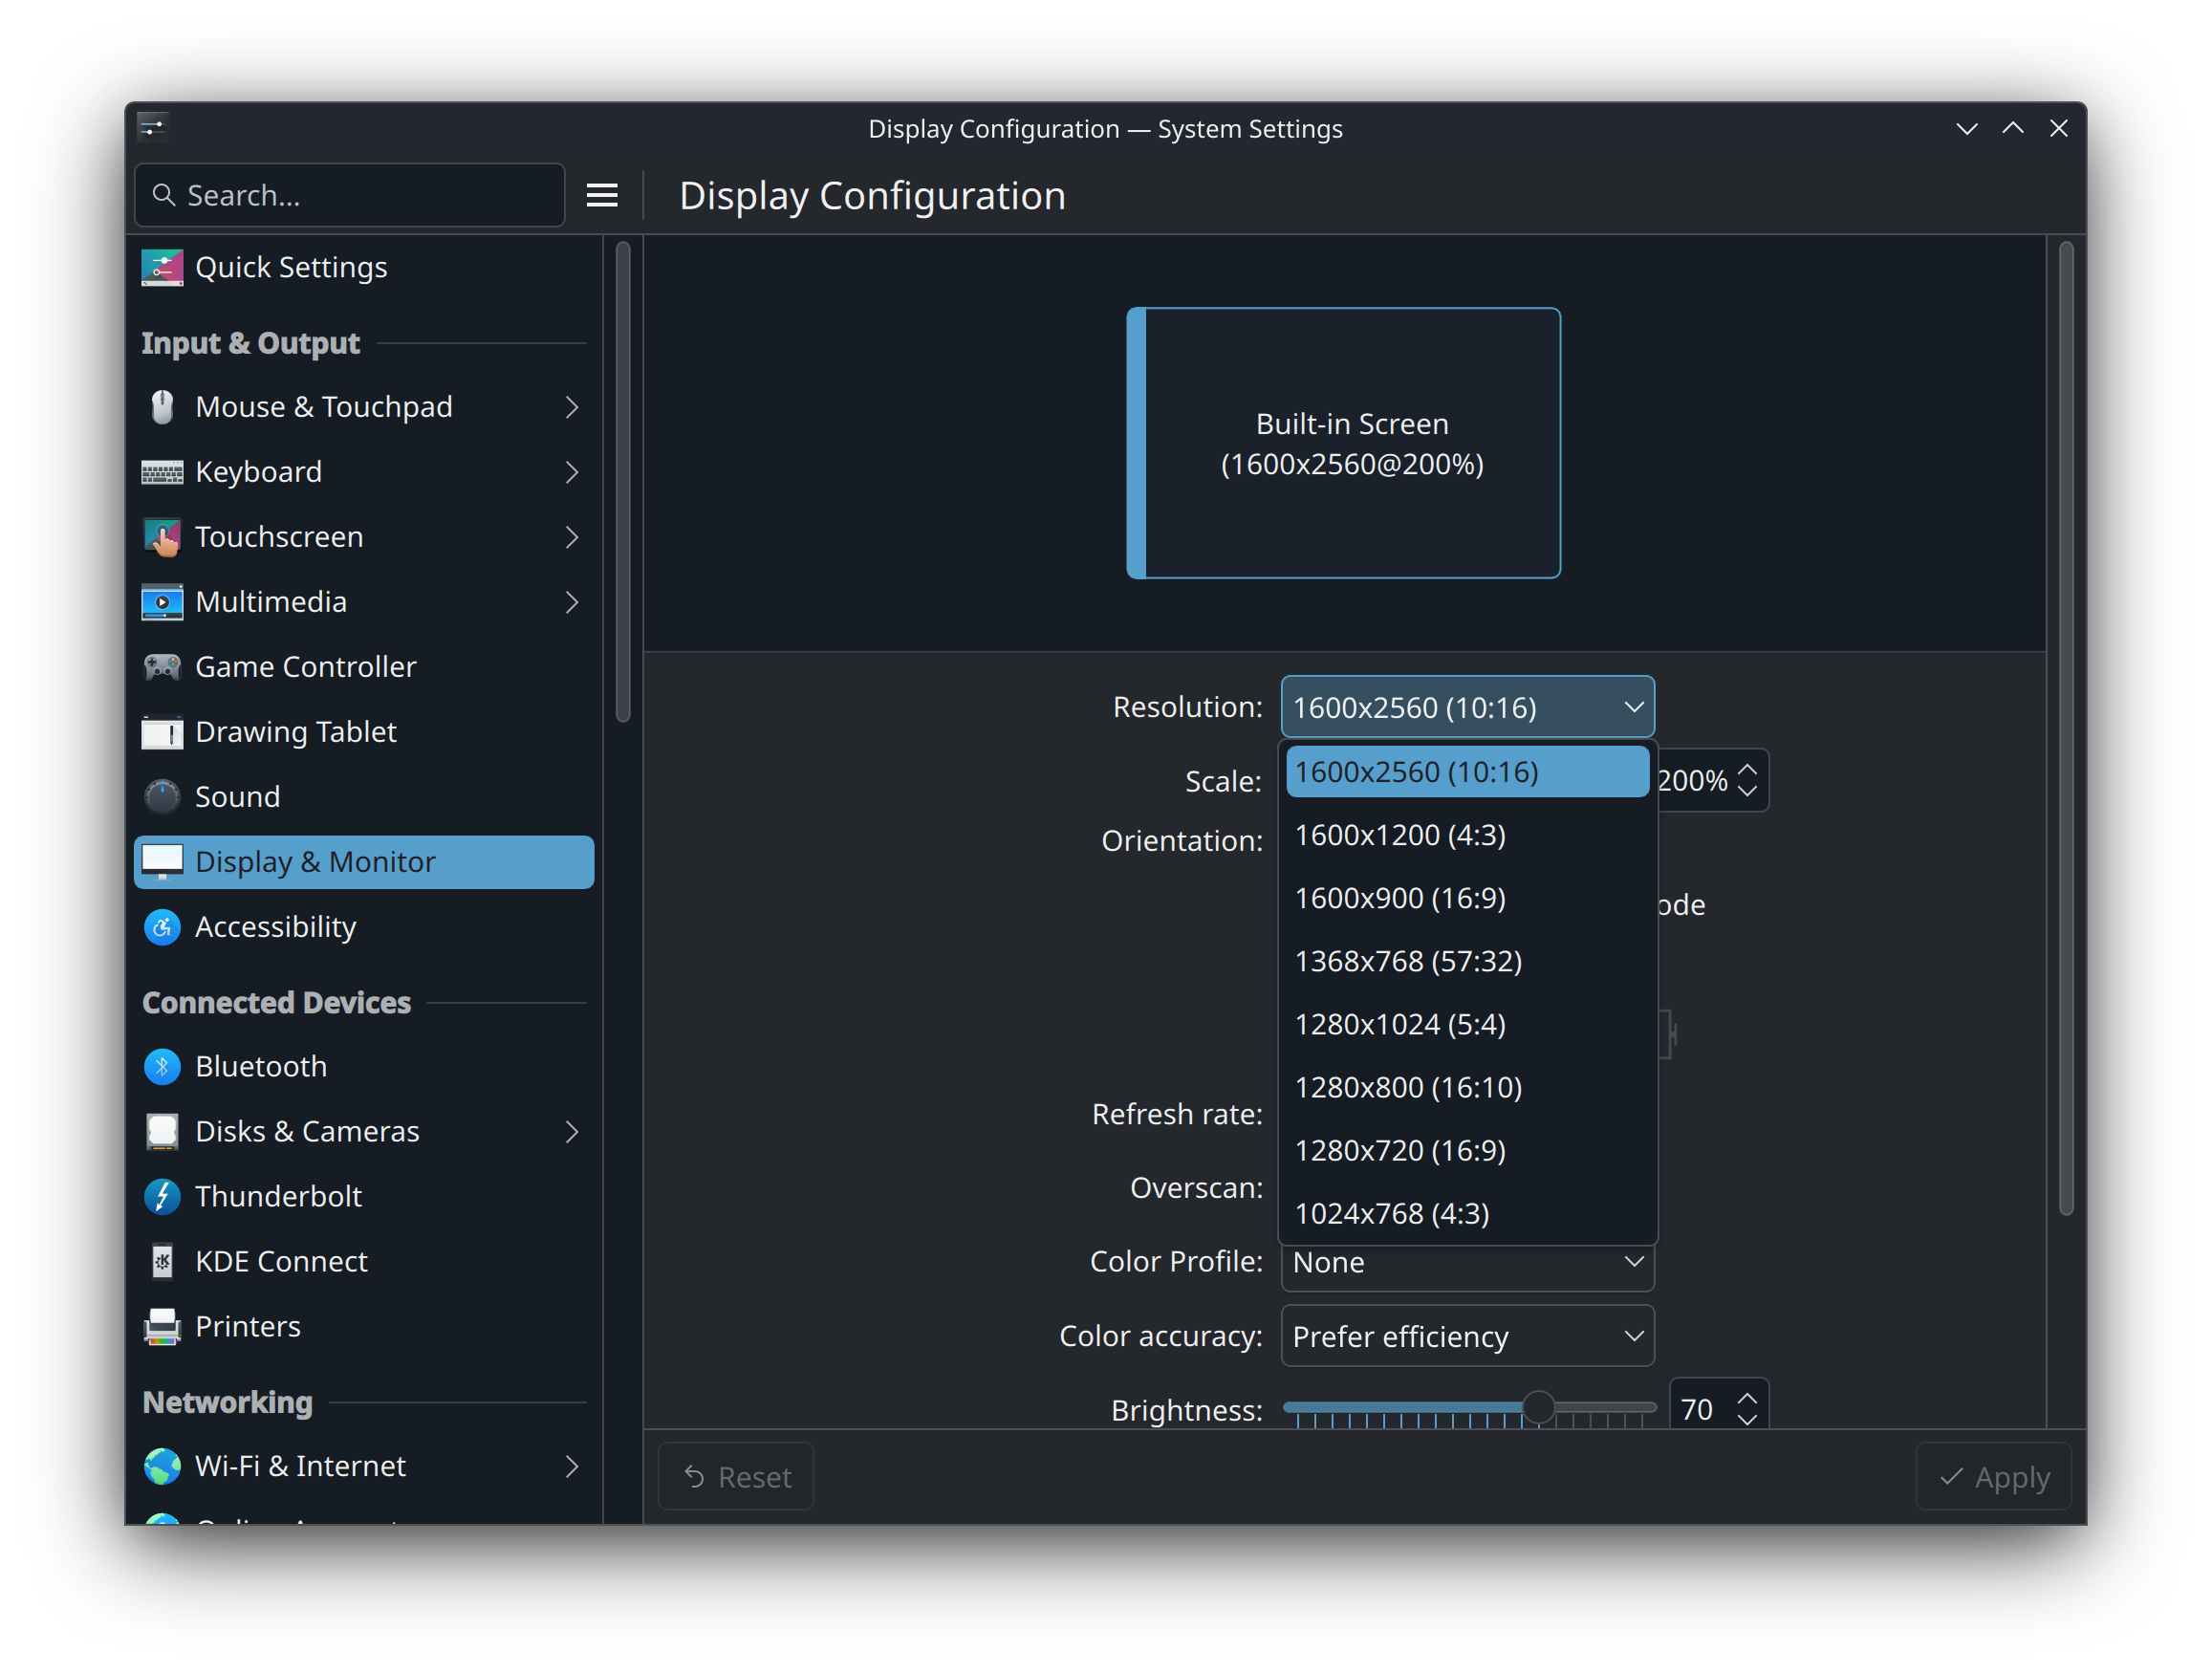 Display Configuration — System Settings
Search...
Display Configuration
Quick Settings
Input & Output
Mouse & Touchpad
Keyboard
Touchscreen
Multimedia
Game Controller
Drawing Tablet
Sound
Display & Monitor
Accessibility
Connected Devices
Bluetooth
Disks & Cameras
Thunderbolt
KDE Connect
Printers
Networking
Wi-Fi & Internet
Built-in Screen
(1600x2560@200%)
Resolution: 1600x2560 (10:16)
1600x2560 (10:16)
1600x1200 (4:3)
1600x900 (16:9)
1368x768 (57:32)
1280x1024 (5:4)
1280x800 (16:10)
1280x720 (16:9)
1024x768 (4:3)
Scale: 200%
Orientation:
ode
Refresh rate:
Overscan:
Color Profile: None
Color accuracy: Prefer efficiency
Brightness: 70
Reset
Apply